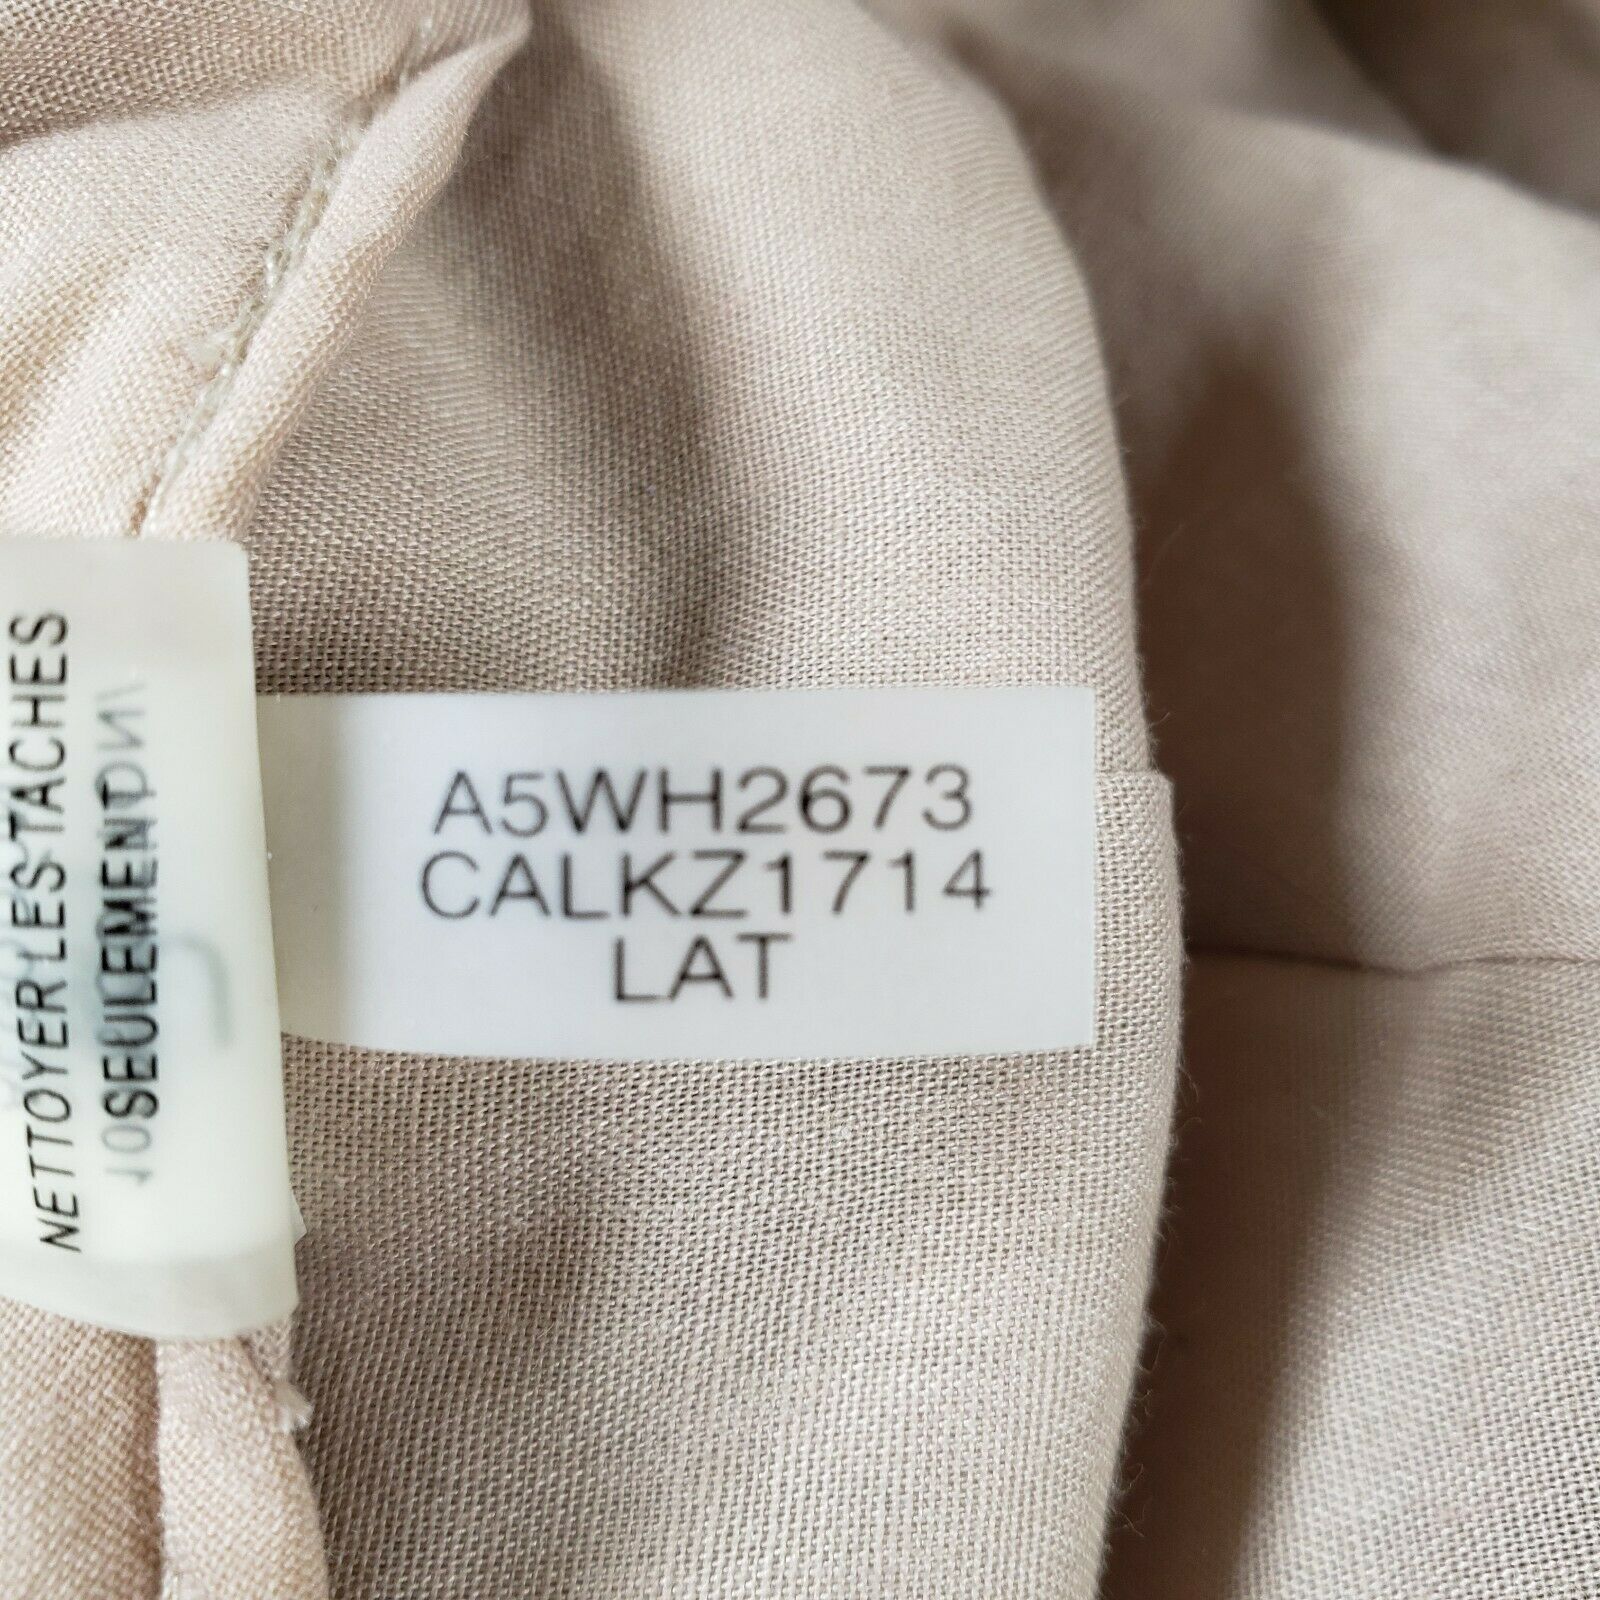 NETTOYER LES TACHES
SEULEMENT
A5WH2673
CALKZ1714
LAT